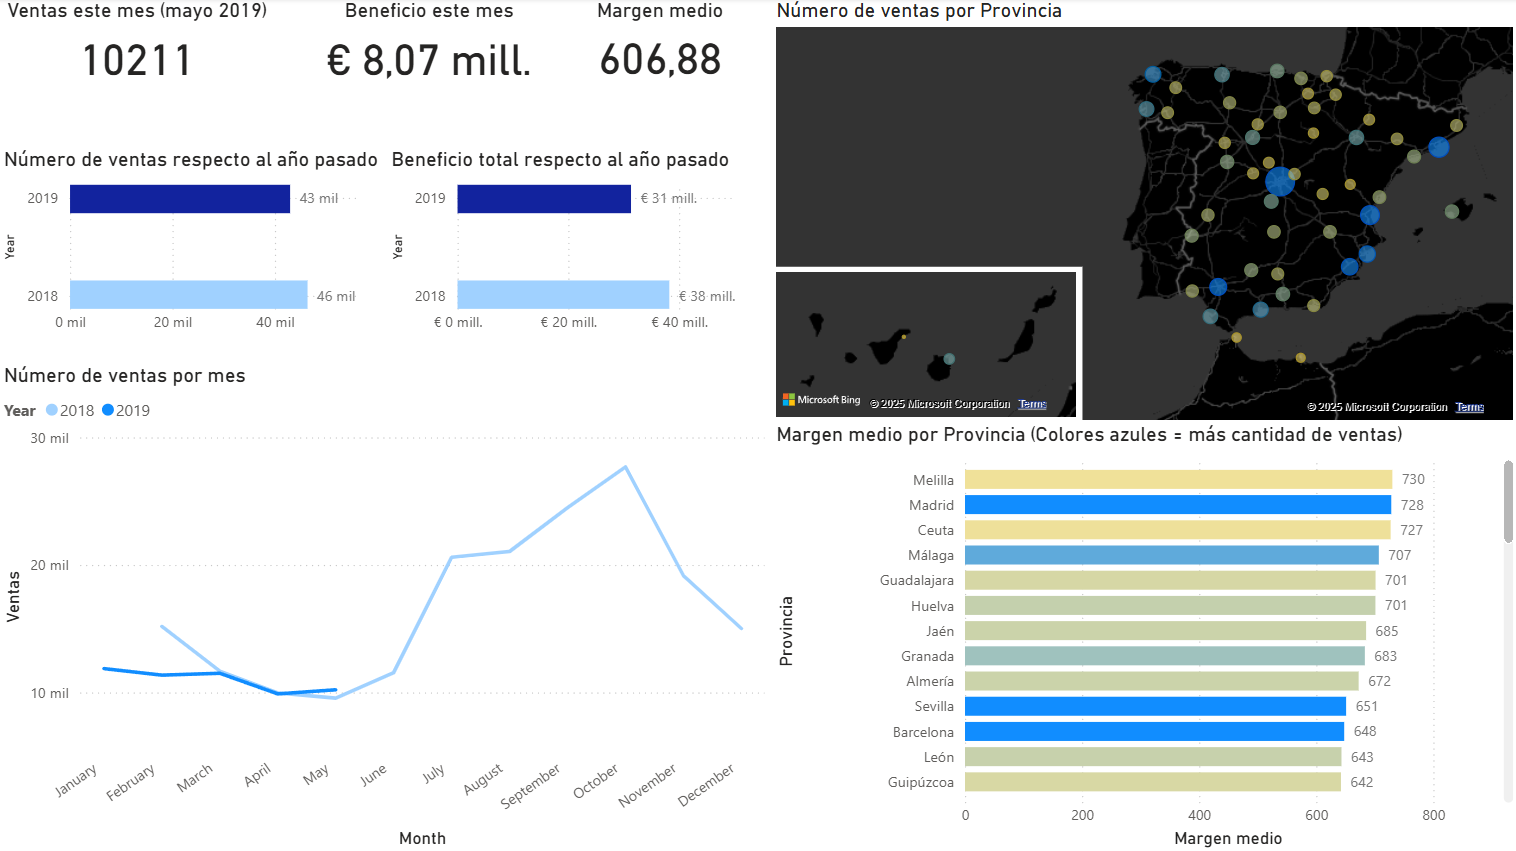 Ventas este mes (mayo 2019)
10211
Beneficio este mes
€ 8,07 mill.
Margen medio
606,88
Número de ventas respecto al año pasado
Year
2019
43 mil
2018
46 mil
0 mil
20 mil
40 mil
Beneficio total respecto al año pasado
Year
2019
€ 31 mill.
2018
€ 38 mill.
€ 0 mill.
€ 20 mill.
€ 40 mill.
Número de ventas por mes
Year 2018 2019
Ventas
30 mil
20 mil
10 mil
January
February
March
April
May
June
July
August
September
October
November
December
Month
Número de ventas por Provincia
Microsoft Bing
© 2025 Microsoft Corporation Terms
© 2025 Microsoft Corporation Terms
Margen medio por Provincia (Colores azules = más cantidad de ventas)
Provincia
Melilla 730
Madrid 728
Ceuta 727
Málaga 707
Guadalajara 701
Huelva 701
Jaén 685
Granada 683
Almería 672
Sevilla 651
Barcelona 648
León 643
Guipúzcoa 642
0
200
400
600
800
Margen medio